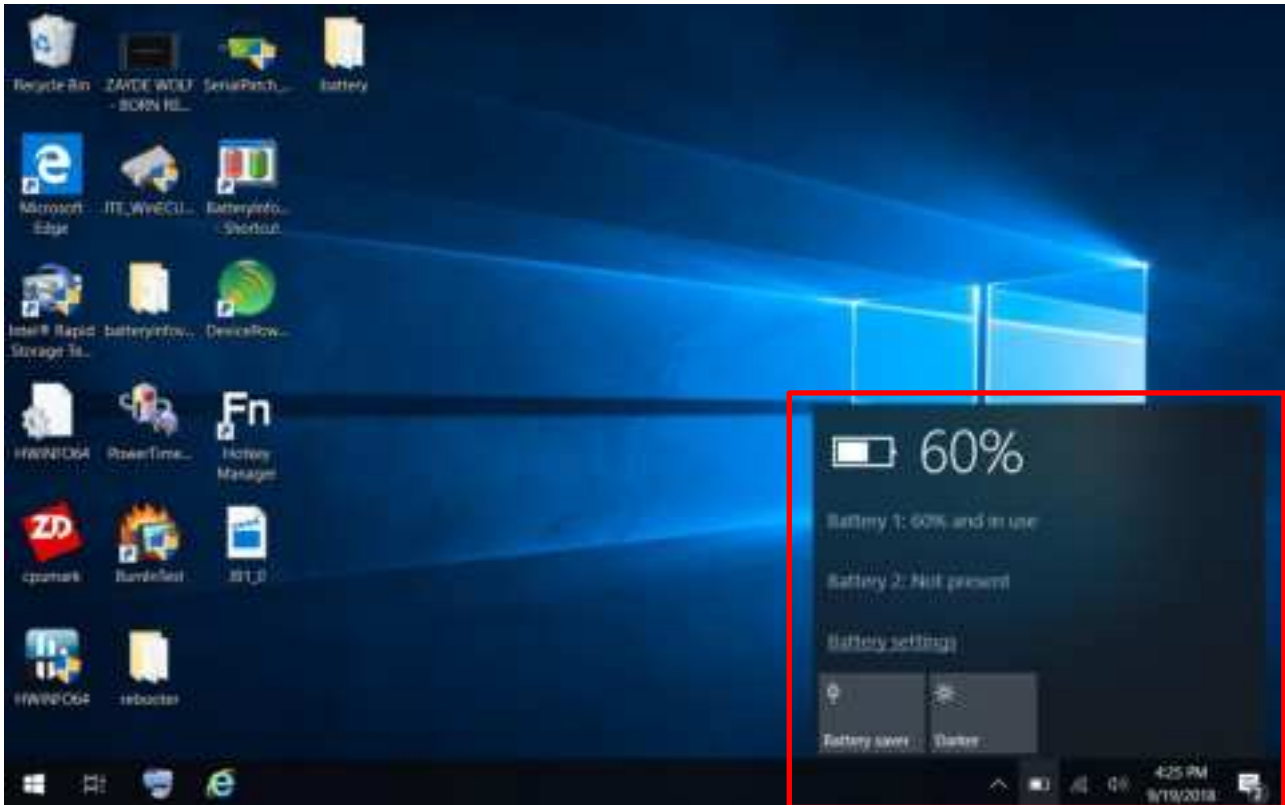 Recycle Bin
ZAYDE WOLF
- BORN RE...
SerialPatch_...
battery
Microsoft
Edge
ITE_WinECU...
BatteryInfo...
- Shortcut
Intel® Rapid
Storage Te...
batteryinfov...
DevicePow...
HWiNFO64
PowerTime...
Fn
Hotkey
Manager
ZD
cpumark
BurnInTest
HWiNFO64
rebooter
60%
Battery 1: 60% and in use
Battery 2: Not present
Battery settings
Battery saver
Darker
4:25 PM
9/19/2018